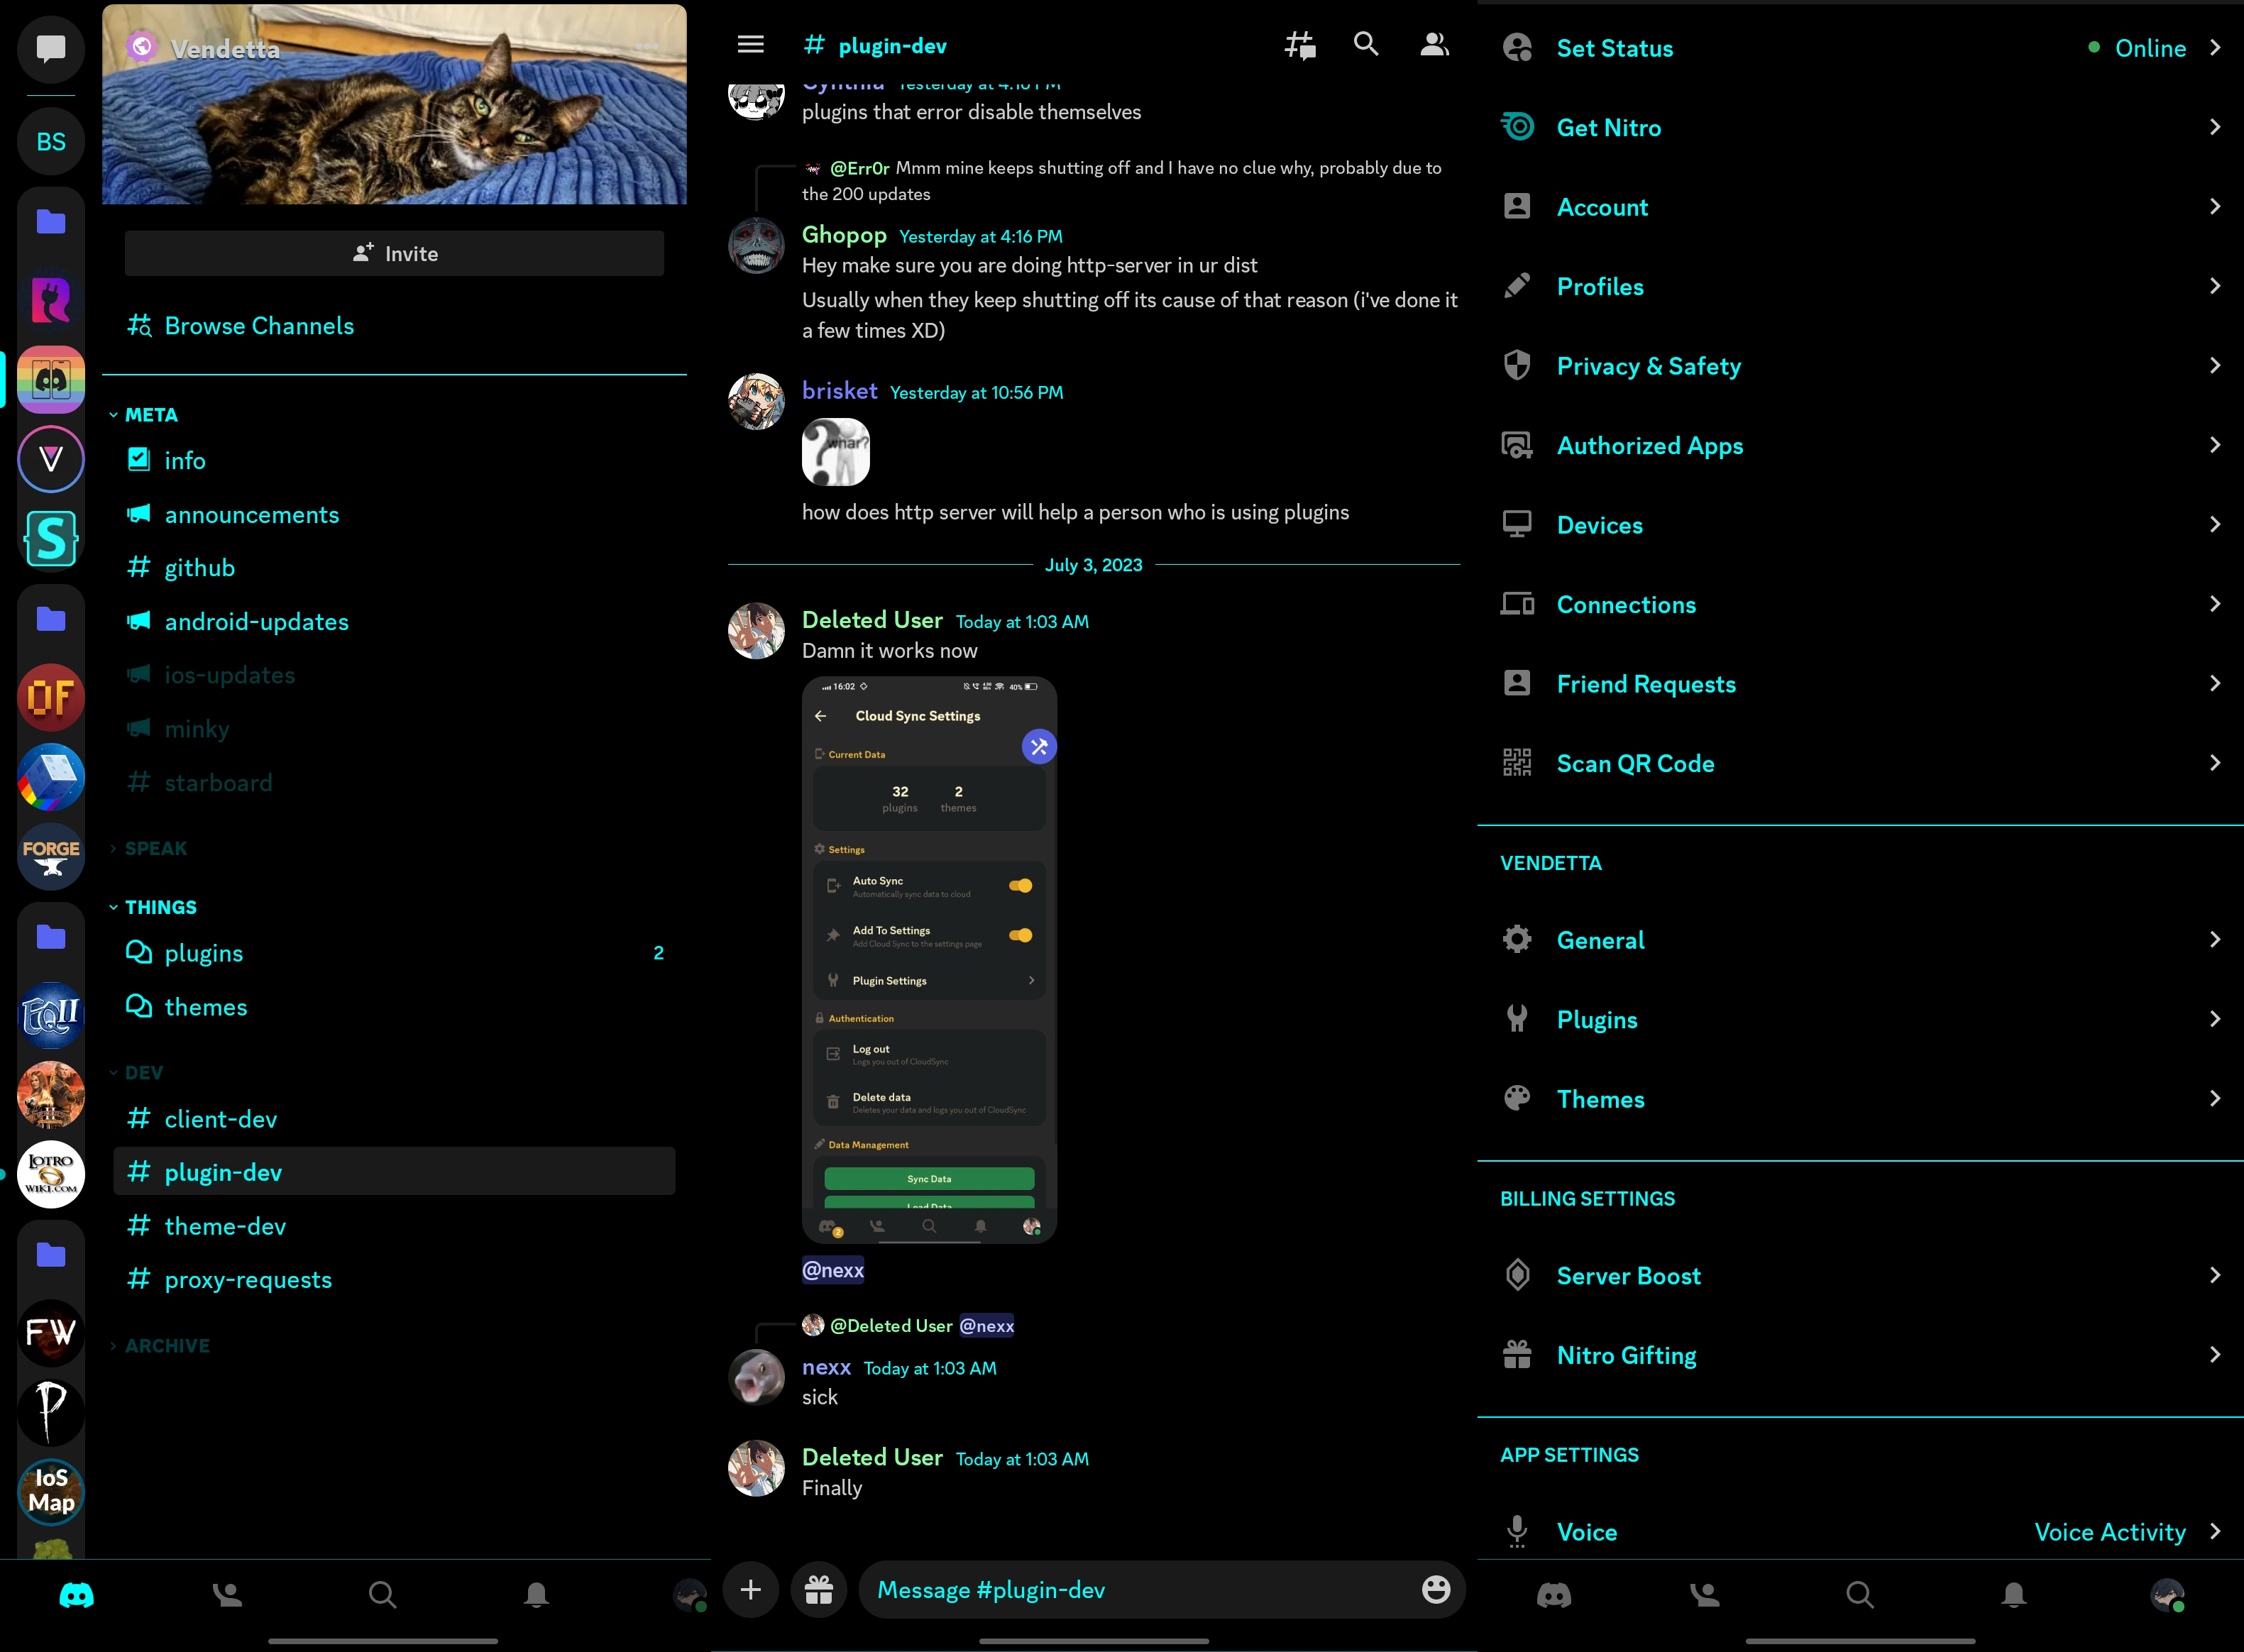 Vendetta
BS
Invite
Browse Channels
META
info
announcements
github
android-updates
ios-updates
minky
starboard
SPEAK
THINGS
plugins 2
themes
DEV
client-dev
plugin-dev
theme-dev
proxy-requests
ARCHIVE
R
V
{S}
OF
FORGE
EQII
LOTRO
WiKi.COM
FW
P
IoS
Map
# plugin-dev
Cynthia Yesterday at 4:16 PM
plugins that error disable themselves
@Err0r Mmm mine keeps shutting off and I have no clue why, probably due to
the 200 updates
Ghopop Yesterday at 4:16 PM
Hey make sure you are doing http-server in ur dist
Usually when they keep shutting off its cause of that reason (i've done it
a few times XD)
brisket Yesterday at 10:56 PM
whar?
how does http server will help a person who is using plugins
July 3, 2023
Deleted User Today at 1:03 AM
Damn it works now
16:02 40%
Cloud Sync Settings
Current Data
32 2
plugins themes
Settings
Auto Sync
Automatically sync data to cloud
Add To Settings
Add Cloud Sync to the settings page
Plugin Settings
Authentication
Log out
Logs you out of CloudSync
Delete data
Deletes your data and logs you out of CloudSync
Data Management
Sync Data
Load Data
2
@nexx
@Deleted User @nexx
nexx Today at 1:03 AM
sick
Deleted User Today at 1:03 AM
Finally
Message #plugin-dev
Set Status Online
Get Nitro
Account
Profiles
Privacy & Safety
Authorized Apps
Devices
Connections
Friend Requests
Scan QR Code
VENDETTA
General
Plugins
Themes
BILLING SETTINGS
Server Boost
Nitro Gifting
APP SETTINGS
Voice Voice Activity